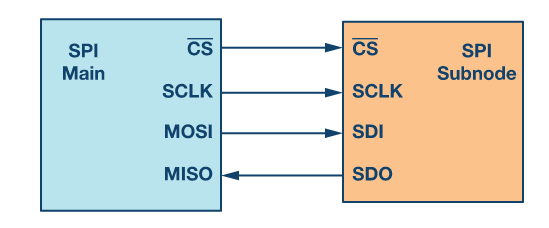 SPI
Main
CS
SCLK
MOSI
MISO
CS
SCLK
SDI
SDO
SPI
Subnode